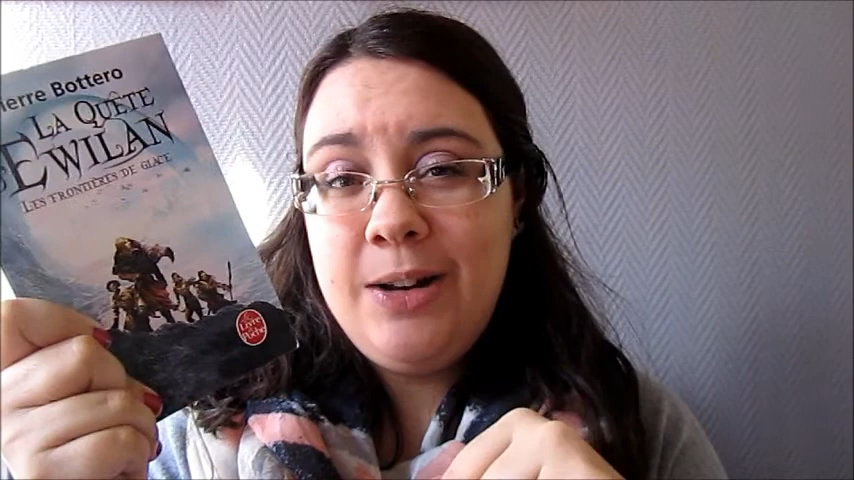 ierre Bottero
LA QUÊTE
D'EWILAN
LES FRONTIÈRES DE GLACE
Le
Livre
de
Poche